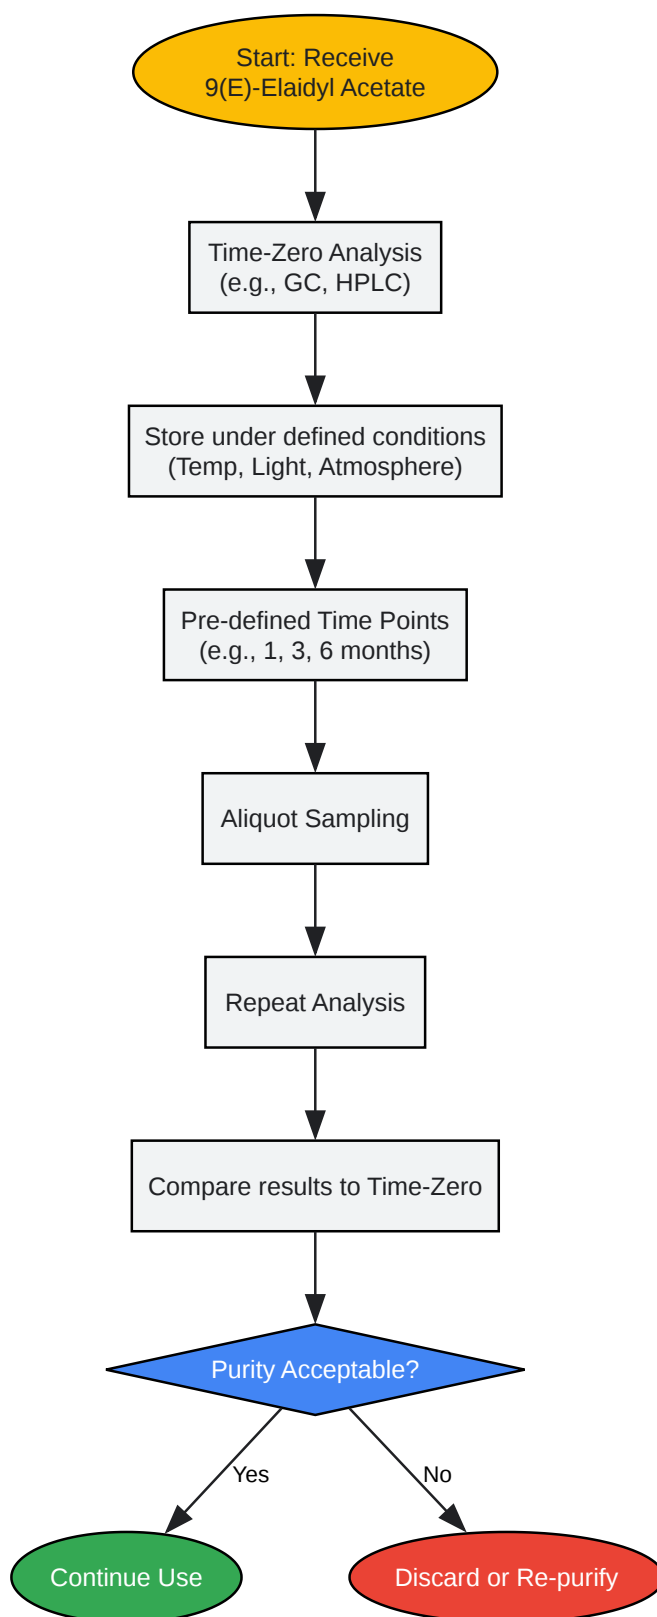 Start: Receive
9(E)-Elaidyl Acetate
Time-Zero Analysis
(e.g., GC, HPLC)
Store under defined conditions
(Temp, Light, Atmosphere)
Pre-defined Time Points
(e.g., 1, 3, 6 months)
Aliquot Sampling
Repeat Analysis
Compare results to Time-Zero
Purity Acceptable?
Yes
No
Continue Use
Discard or Re-purify